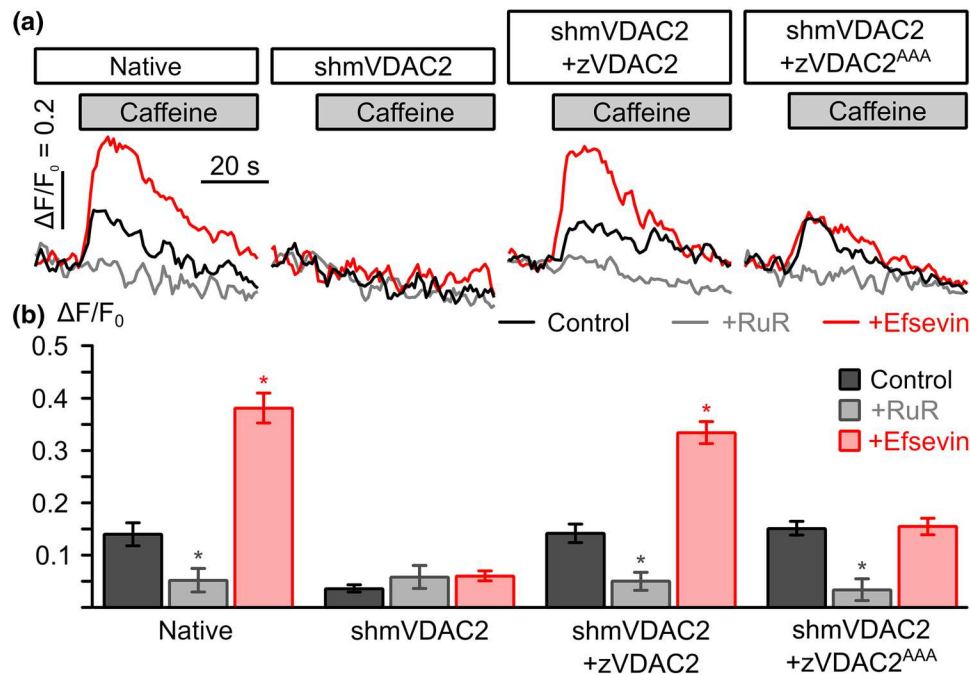 (a)
Native
shmVDAC2
shmVDAC2
+zVDAC2
shmVDAC2
+zVDAC2ᴬᴬᴬ
Caffeine
Caffeine
Caffeine
Caffeine
ΔF/F₀ = 0.2
20 s
(b)
ΔF/F₀
Control
+RuR
+Efsevin
0.5
0.4
0.3
0.2
0.1
*
*
*
*
*
Control
+RuR
+Efsevin
Native
shmVDAC2
shmVDAC2
+zVDAC2
shmVDAC2
+zVDAC2ᴬᴬᴬ